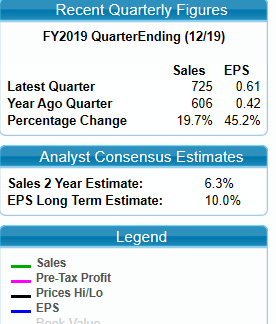 Recent Quarterly Figures
FY2019 QuarterEnding (12/19)
Sales EPS
Latest Quarter 725 0.61
Year Ago Quarter 606 0.42
Percentage Change 19.7% 45.2%
Analyst Consensus Estimates
Sales 2 Year Estimate: 6.3%
EPS Long Term Estimate: 10.0%
Legend
Sales
Pre-Tax Profit
Prices Hi/Lo
EPS
Book Value